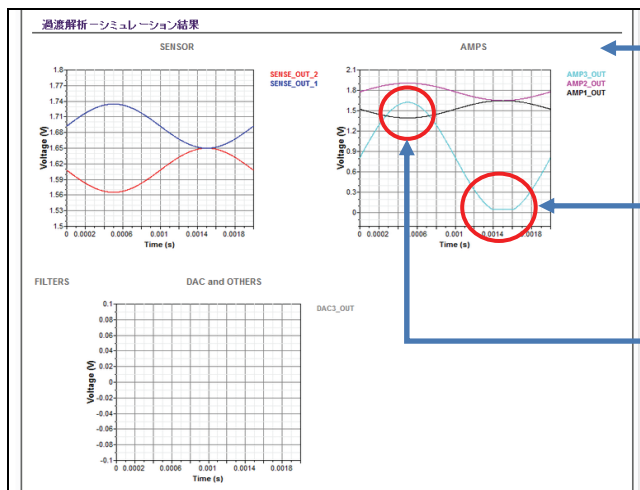 過渡解析－シミュレーション結果
SENSOR
SENSE_OUT_2
SENSE_OUT_1
1.8
1.77
1.74
1.71
1.68
1.65
1.62
1.59
1.56
1.53
1.5
Voltage (V)
0 0.0002 0.0006 0.001 0.0014 0.0018
Time (s)
AMPS
AMP3_OUT
AMP2_OUT
AMP1_OUT
2.1
1.8
1.5
1.2
0.9
0.6
0.3
0
Voltage (V)
0 0.0002 0.0006 0.001 0.0014 0.0018
Time (s)
FILTERS
DAC and OTHERS
DAC3_OUT
0.1
0.08
0.06
0.04
0.02
0
-0.02
-0.04
-0.06
-0.08
-0.1
Voltage (V)
0 0.0002 0.0006 0.001 0.0014 0.0018
Time (s)